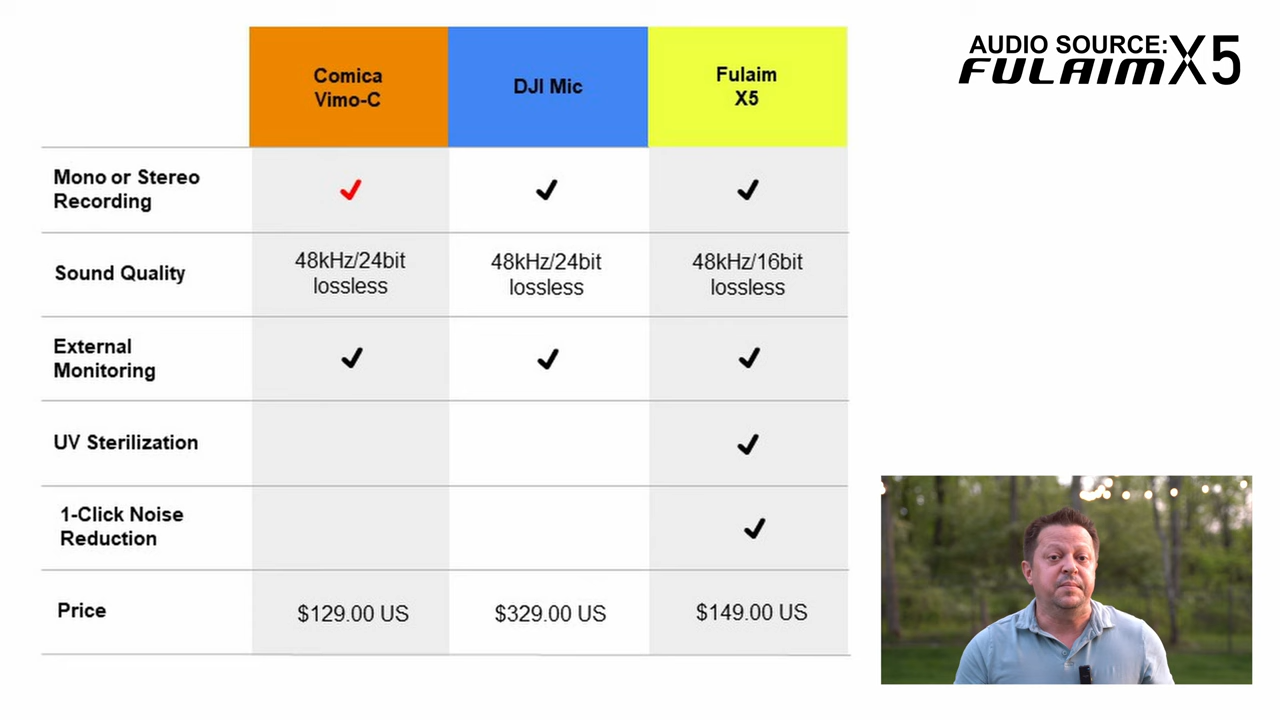 AUDIO SOURCE:
FULAIM X5
Comica
Vimo-C
DJI Mic
Fulaim
X5
Mono or Stereo
Recording
Sound Quality
48kHz/24bit
lossless
48kHz/24bit
lossless
48kHz/16bit
lossless
External
Monitoring
UV Sterilization
1-Click Noise
Reduction
Price
$129.00 US
$329.00 US
$149.00 US